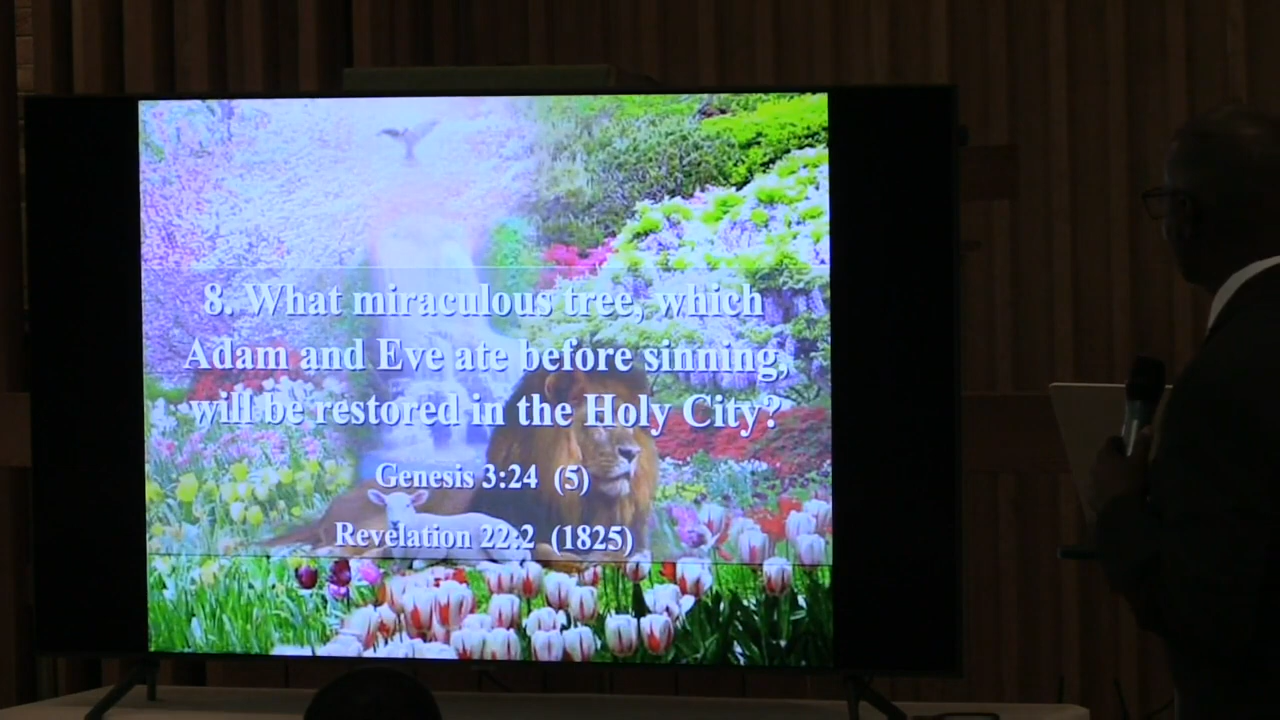 8. What miraculous tree, which
Adam and Eve ate before sinning,
will be restored in the Holy City?
Genesis 3:24 (5)
Revelation 22:2 (1825)